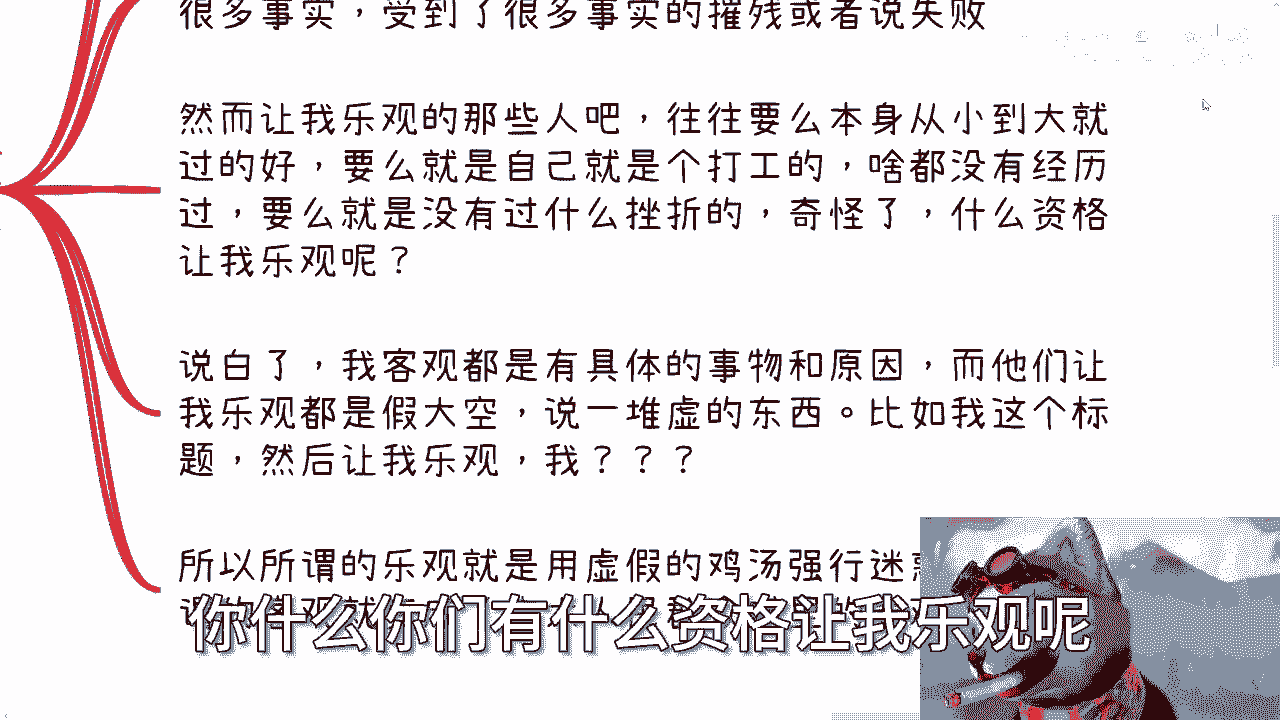 很多事实，受到了很多事实的摧残或者说失败
然而让我乐观的那些人吧，往往要么本身从小到大就
过的好，要么就是自己就是个打工的，啥都没有经历
过，要么就是没有过什么挫折的，奇怪了，什么资格
让我乐观呢？
说白了，我客观都是有具体的事物和原因，而他们让
我乐观都是假大空，说一堆虚的东西。比如我这个标
题，然后让我乐观，我？？？
所以所谓的乐观就是用虚假的鸡汤强行迷
你什么你们有什么资格让我乐观呢